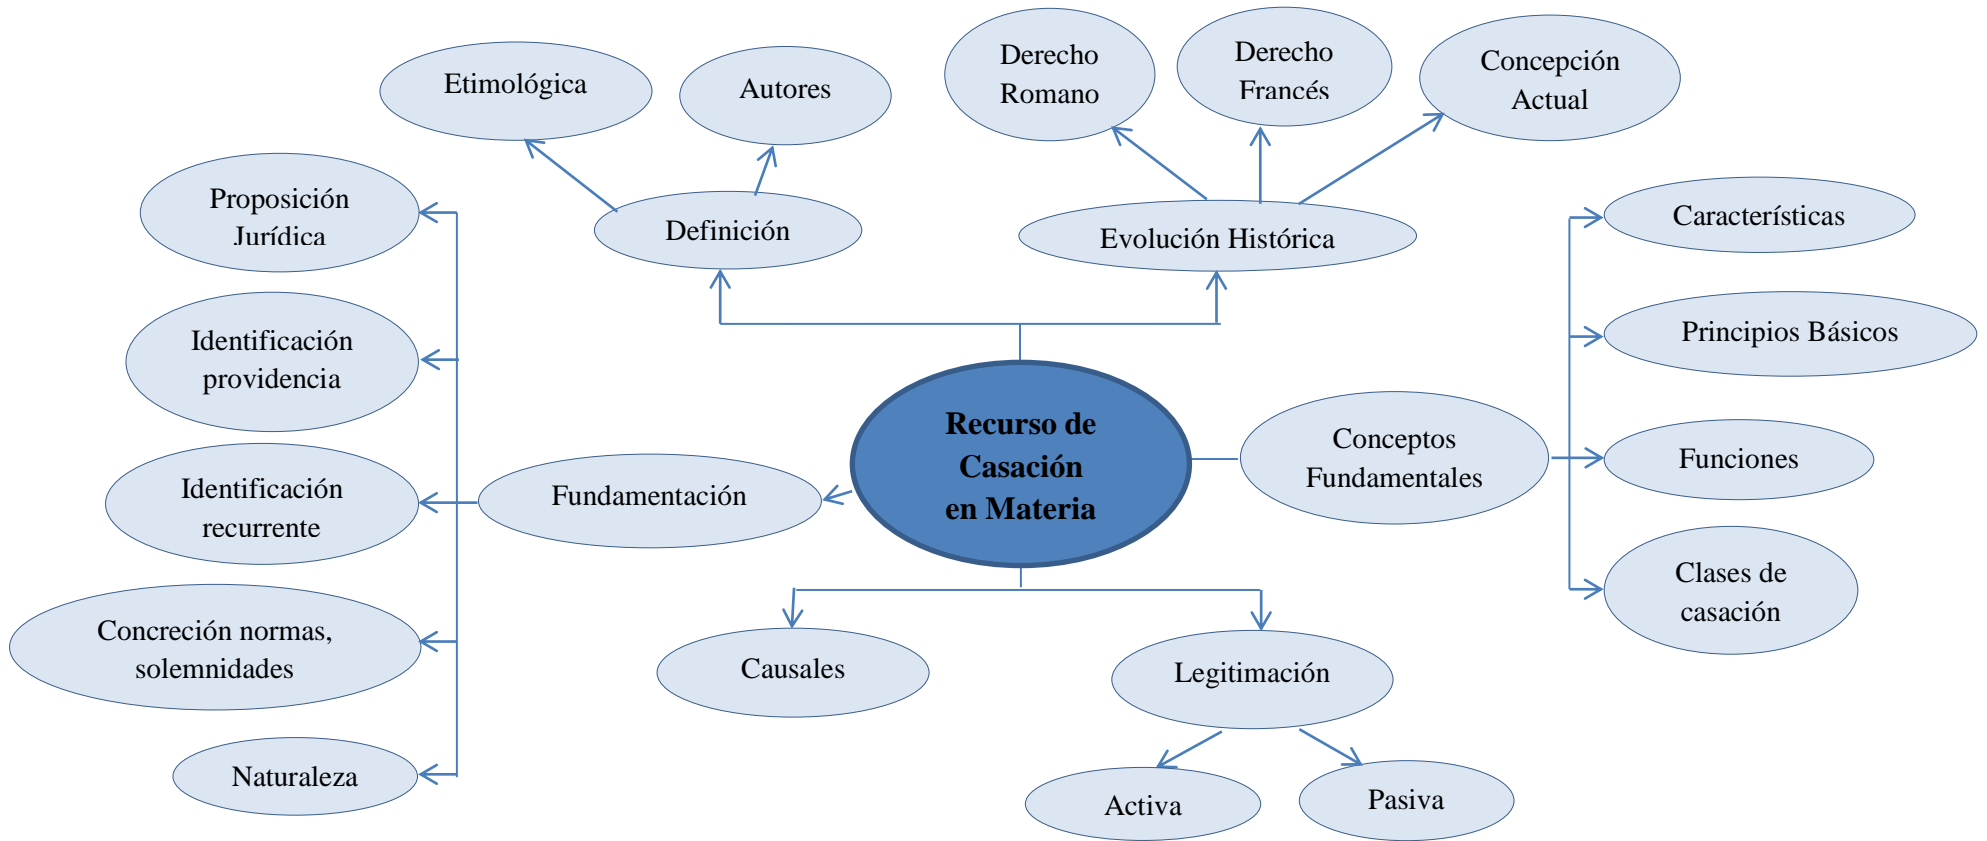 Etimológica
Autores
Derecho
Romano
Derecho
Francés
Concepción
Actual
Proposición
Jurídica
Definición
Evolución Histórica
Características
Identificación
providencia
Principios Básicos
Recurso de
Casación
en Materia
Conceptos
Fundamentales
Funciones
Identificación
recurrente
Fundamentación
Clases de
casación
Concreción normas,
solemnidades
Causales
Legitimación
Naturaleza
Activa
Pasiva